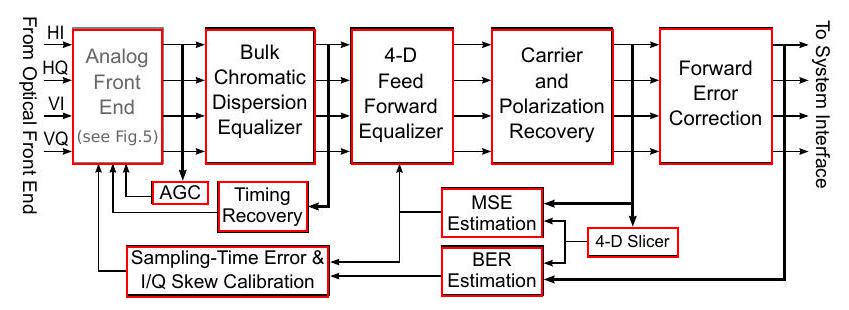 From Optical Front End
HI
HQ
VI
VQ
Analog
Front
End
(see Fig.5)
Bulk
Chromatic
Dispersion
Equalizer
4-D
Feed
Forward
Equalizer
Carrier
and
Polarization
Recovery
Forward
Error
Correction
To System Interface
AGC
Timing
Recovery
MSE
Estimation
4-D Slicer
Sampling-Time Error &
I/Q Skew Calibration
BER
Estimation